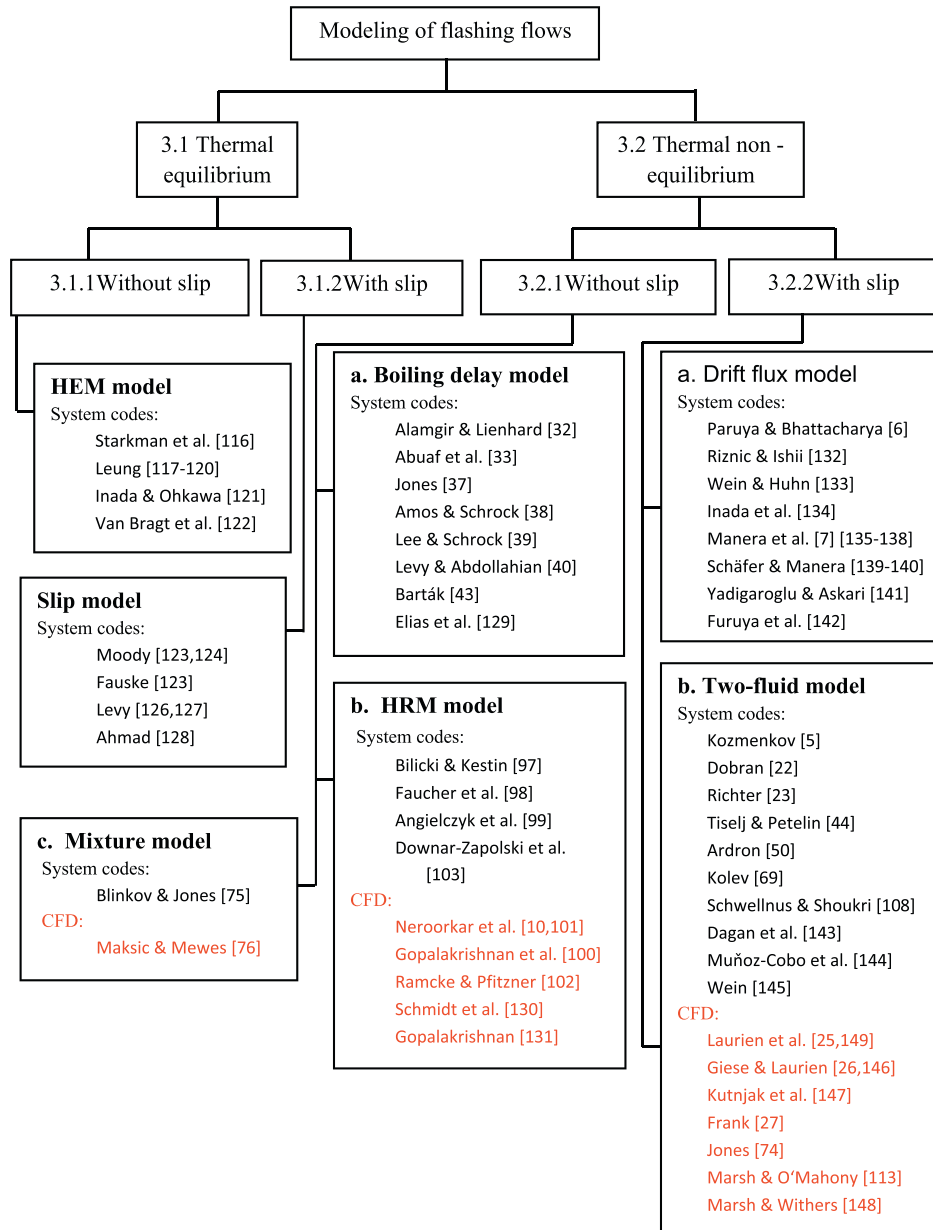 Modeling of flashing flows
3.1 Thermal
equilibrium
3.2 Thermal non -
equilibrium
3.1.1Without slip
3.1.2With slip
3.2.1Without slip
3.2.2With slip
HEM model
System codes:
Starkman et al. [116]
Leung [117-120]
Inada & Ohkawa [121]
Van Bragt et al. [122]
Slip model
System codes:
Moody [123,124]
Fauske [123]
Levy [126,127]
Ahmad [128]
c. Mixture model
System codes:
Blinkov & Jones [75]
CFD:
Maksic & Mewes [76]
a. Boiling delay model
System codes:
Alamgir & Lienhard [32]
Abuaf et al. [33]
Jones [37]
Amos & Schrock [38]
Lee & Schrock [39]
Levy & Abdollahian [40]
Barták [43]
Elias et al. [129]
b. HRM model
System codes:
Bilicki & Kestin [97]
Faucher et al. [98]
Angielczyk et al. [99]
Downar-Zapolski et al.
[103]
CFD:
Neroorkar et al. [10,101]
Gopalakrishnan et al. [100]
Ramcke & Pfitzner [102]
Schmidt et al. [130]
Gopalakrishnan [131]
a. Drift flux model
System codes:
Paruya & Bhattacharya [6]
Riznic & Ishii [132]
Wein & Huhn [133]
Inada et al. [134]
Manera et al. [7] [135-138]
Schäfer & Manera [139-140]
Yadigaroglu & Askari [141]
Furuya et al. [142]
b. Two-fluid model
System codes:
Kozmenkov [5]
Dobran [22]
Richter [23]
Tiselj & Petelin [44]
Ardron [50]
Kolev [69]
Schwellnus & Shoukri [108]
Dagan et al. [143]
Muňoz-Cobo et al. [144]
Wein [145]
CFD:
Laurien et al. [25,149]
Giese & Laurien [26,146]
Kutnjak et al. [147]
Frank [27]
Jones [74]
Marsh & O‘Mahony [113]
Marsh & Withers [148]